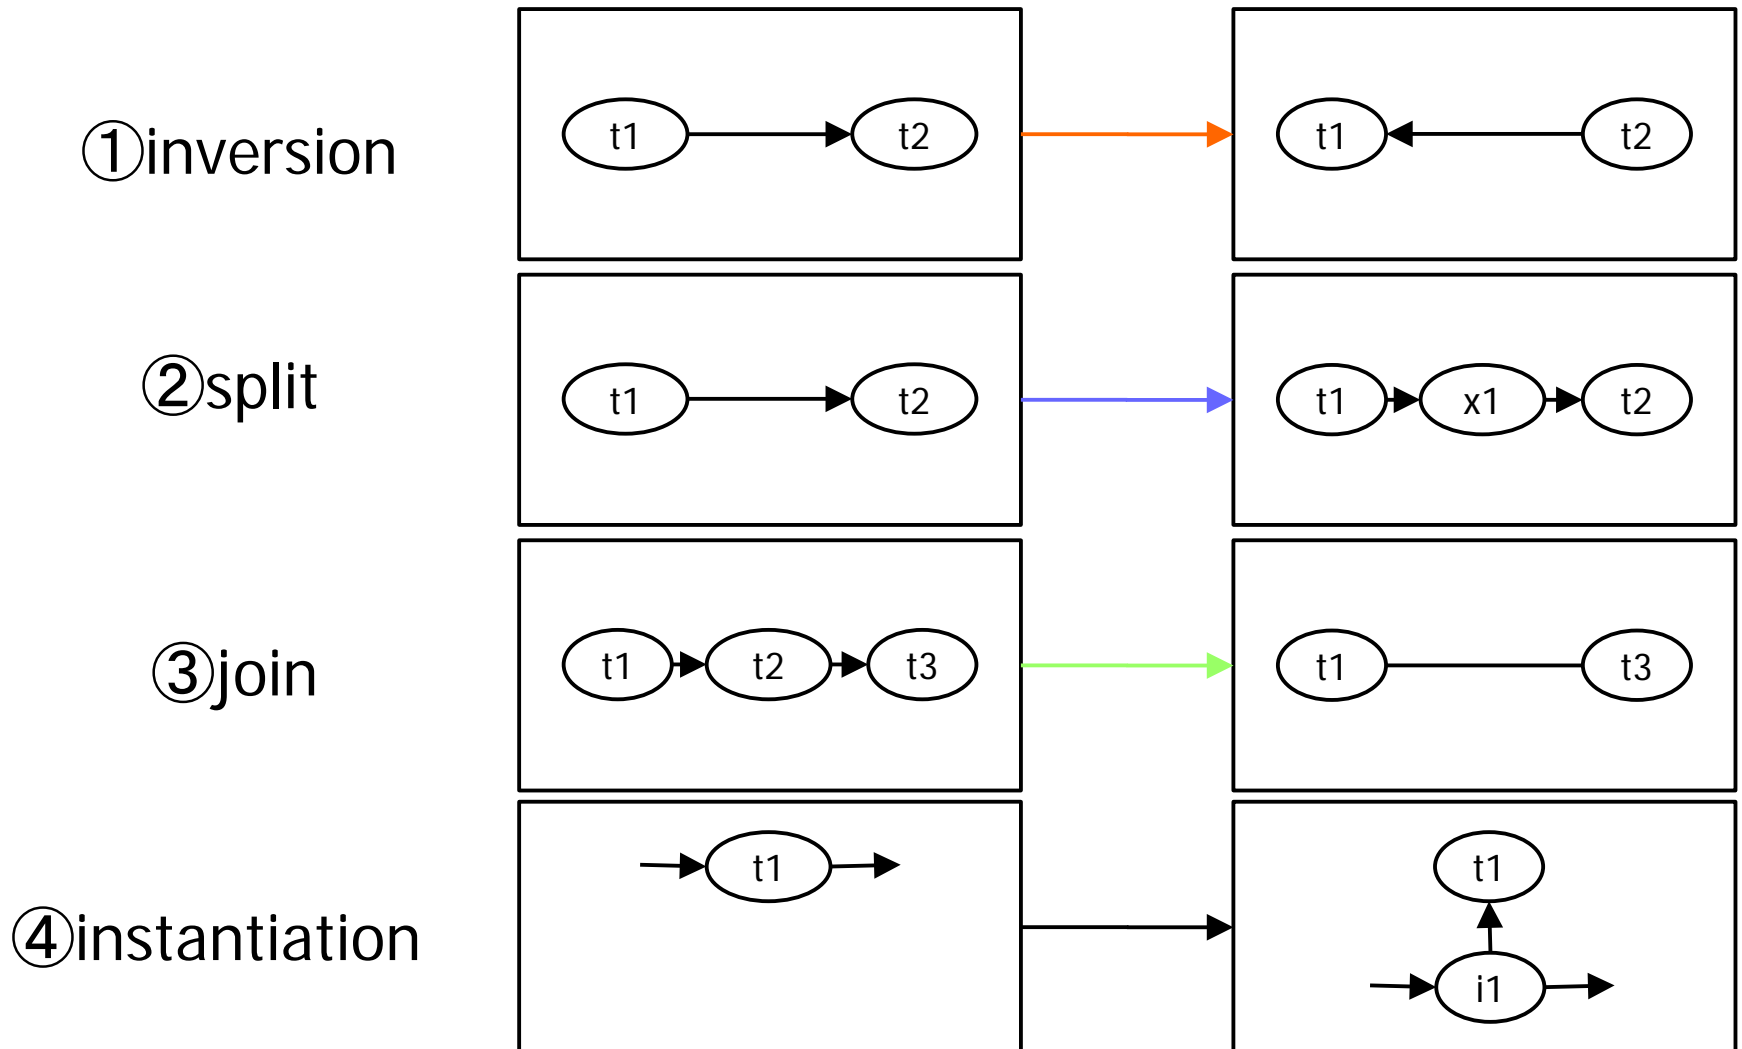 ①inversion
t1
t2
t1
t2
②split
t1
t2
t1
x1
t2
③join
t1
t2
t3
t1
t3
④instantiation
t1
t1
i1